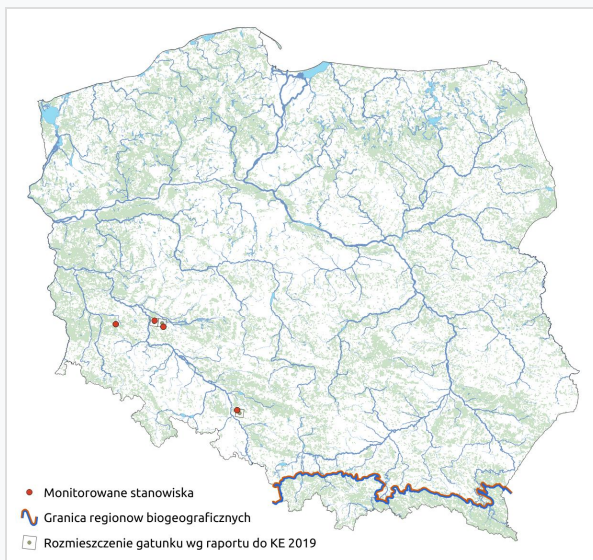 Monitorowane stanowiska
Granica regionow biogeograficznych
Rozmieszczenie gatunku wg raportu do KE 2019